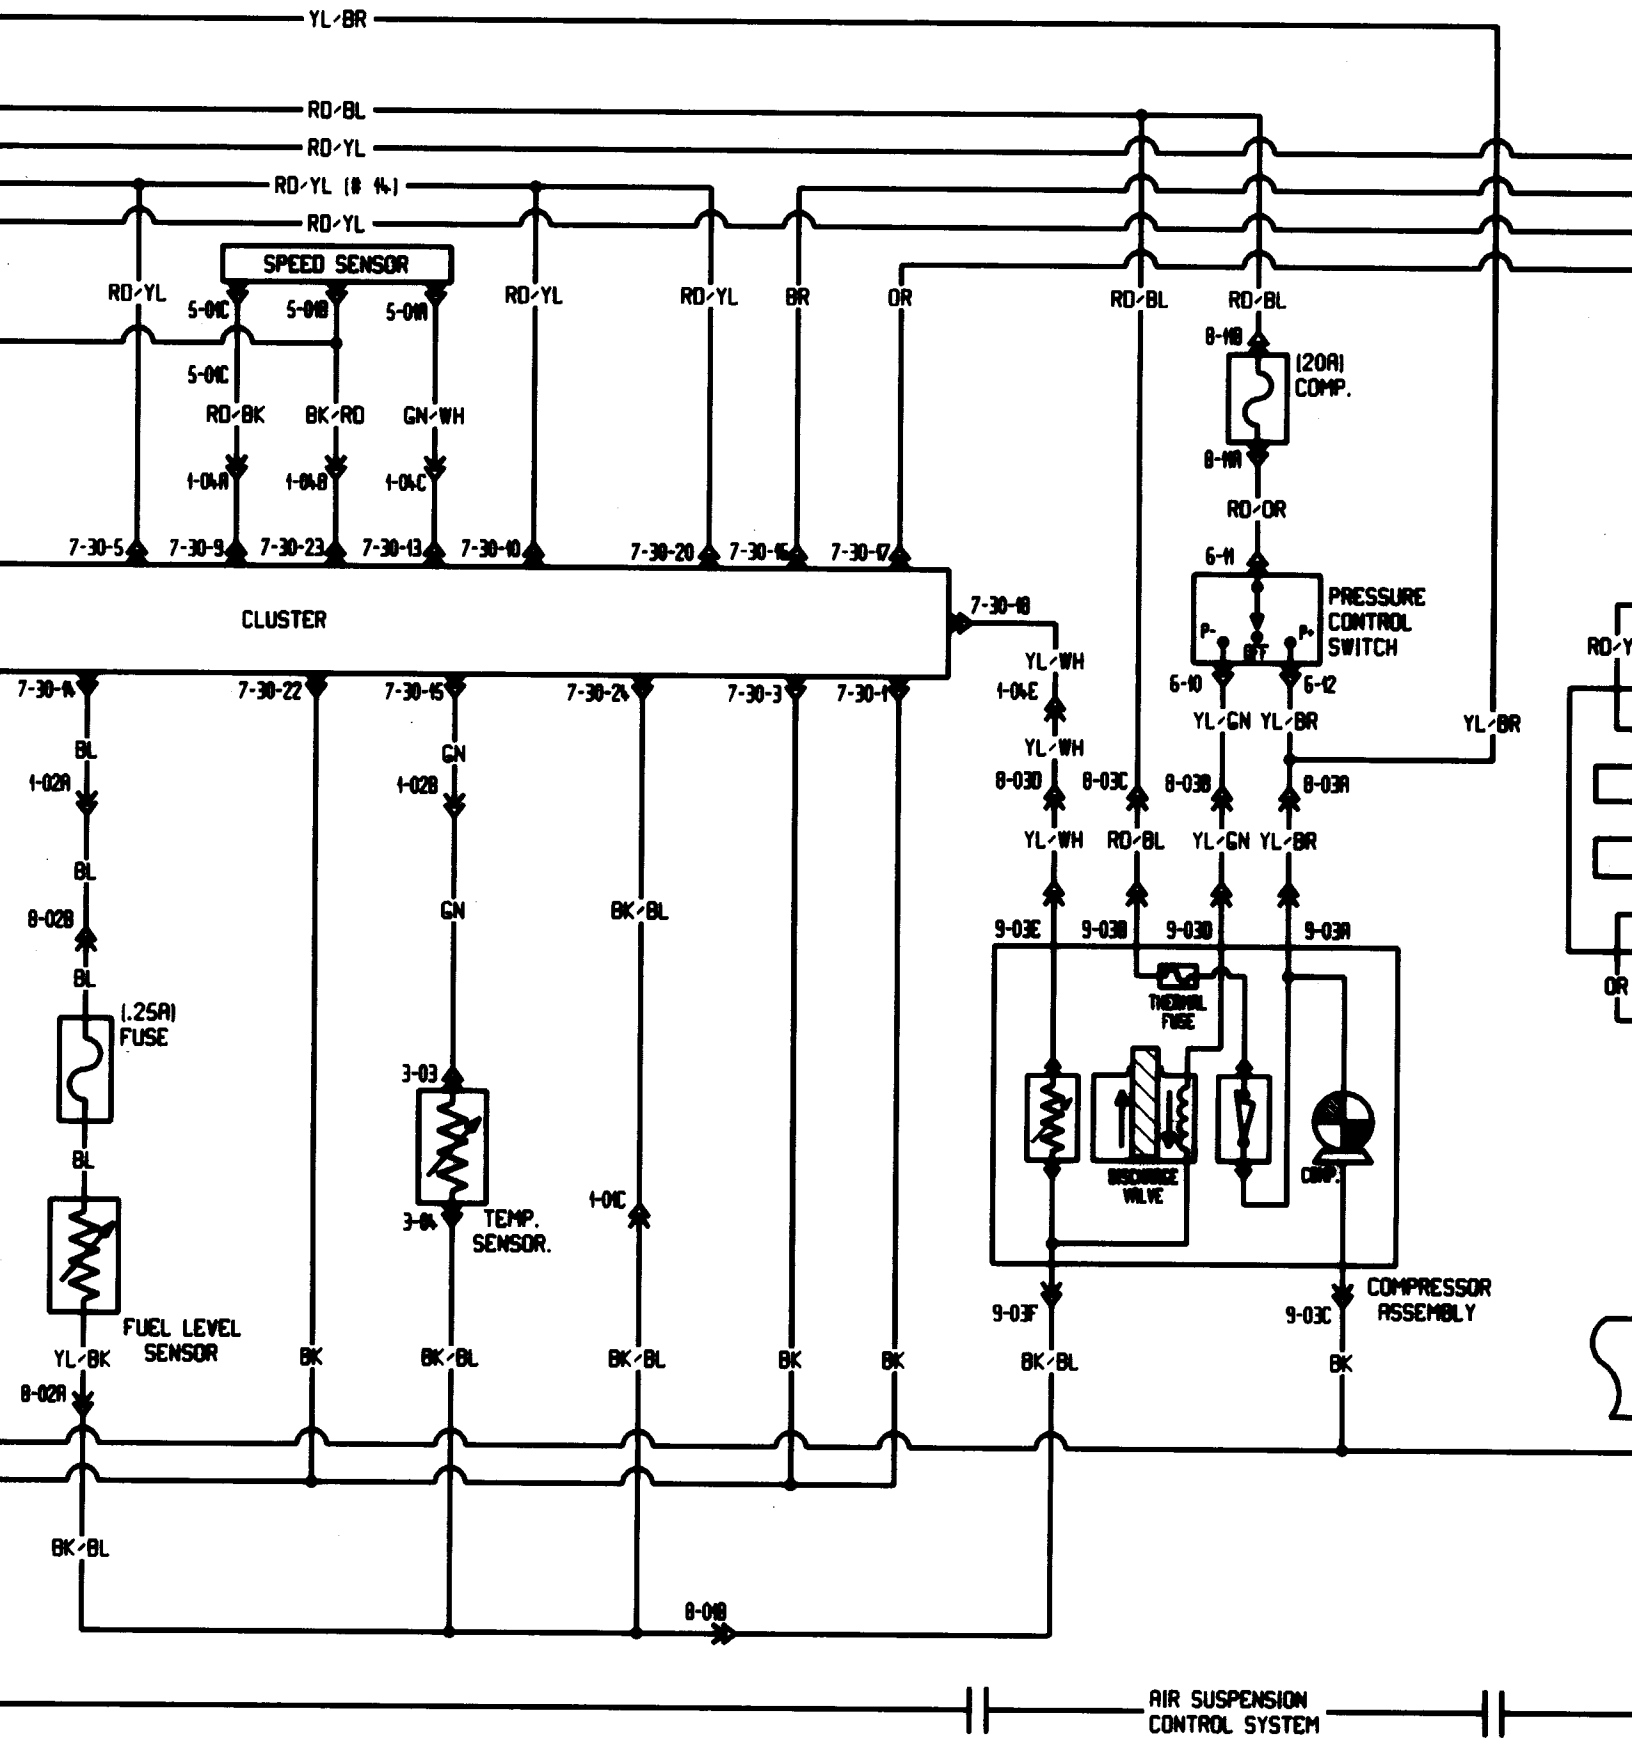 YL/BR
RD/BL
RD/YL
RD/YL (# 14)
RD/YL
SPEED SENSOR
RD/YL
5-01C
5-01B
5-01A
RD/YL
RD/YL
BR
OR
RD/BL
RD/BL
5-01C
8-11B
(20A)
COMP.
RD/BK
BK/RD
GN/WH
8-11A
1-04A
1-04B
1-04C
RD/OR
7-30-5
7-30-9
7-30-23
7-30-13
7-30-10
7-30-20
7-30-16
7-30-17
6-11
CLUSTER
7-30-18
PRESSURE
CONTROL
SWITCH
P-
OFF
P+
RD/Y
YL/WH
7-30-14
7-30-22
7-30-15
7-30-24
7-30-3
7-30-1
1-04E
6-10
6-12
YL/GN
YL/BR
YL/BR
BL
GN
YL/WH
1-02A
1-02B
8-03D
8-03C
8-03B
8-03A
YL/WH
RD/BL
YL/GN
YL/BR
BL
GN
BK/BL
8-02B
9-03E
9-03B
9-03D
9-03A
BL
THERMAL
FUSE
OR
(.25A)
FUSE
3-03
BL
DISCHARGE
VALVE
COMP.
1-01C
3-04
TEMP.
SENSOR.
FUEL LEVEL
SENSOR
9-03F
9-03C
COMPRESSOR
ASSEMBLY
YL/BK
BK
BK/BL
BK/BL
BK
BK
BK/BL
BK
8-02A
BK/BL
8-01B
AIR SUSPENSION
CONTROL SYSTEM